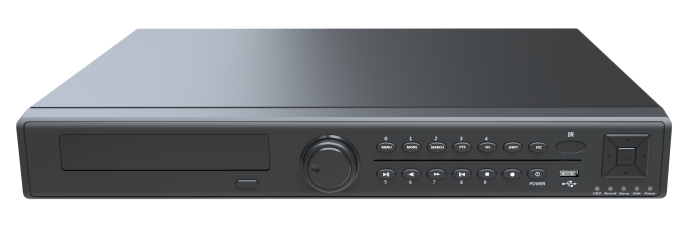 0 1 2 3 4 IR
MENU MODE SEARCH PTZ SHIFT ESC
5 6 7 8 9 POWER
HDD Record Alarm Shift Power